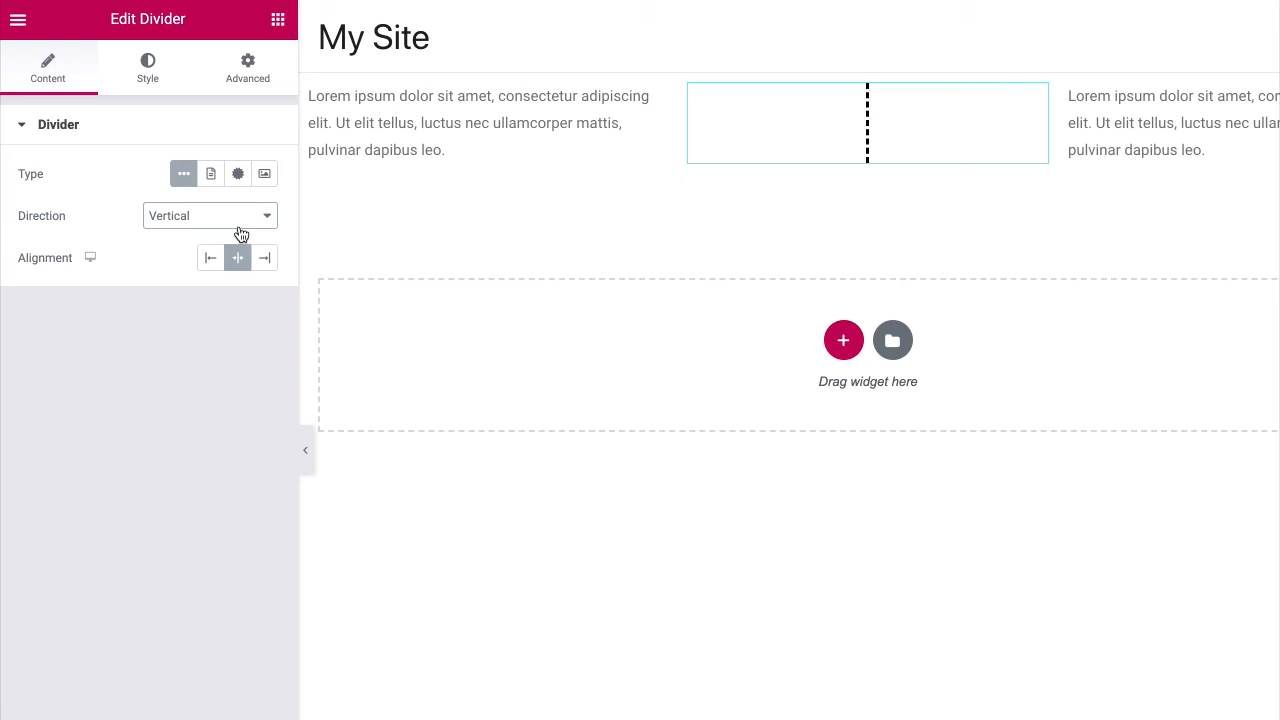 Edit Divider
Content
Style
Advanced
Divider
Type
Direction
Vertical
Alignment
My Site
Lorem ipsum dolor sit amet, consectetur adipiscing
elit. Ut elit tellus, luctus nec ullamcorper mattis,
pulvinar dapibus leo.
Lorem ipsum dolor sit amet,
elit. Ut elit tellus, luctus nec
pulvinar dapibus leo.
Drag widget here